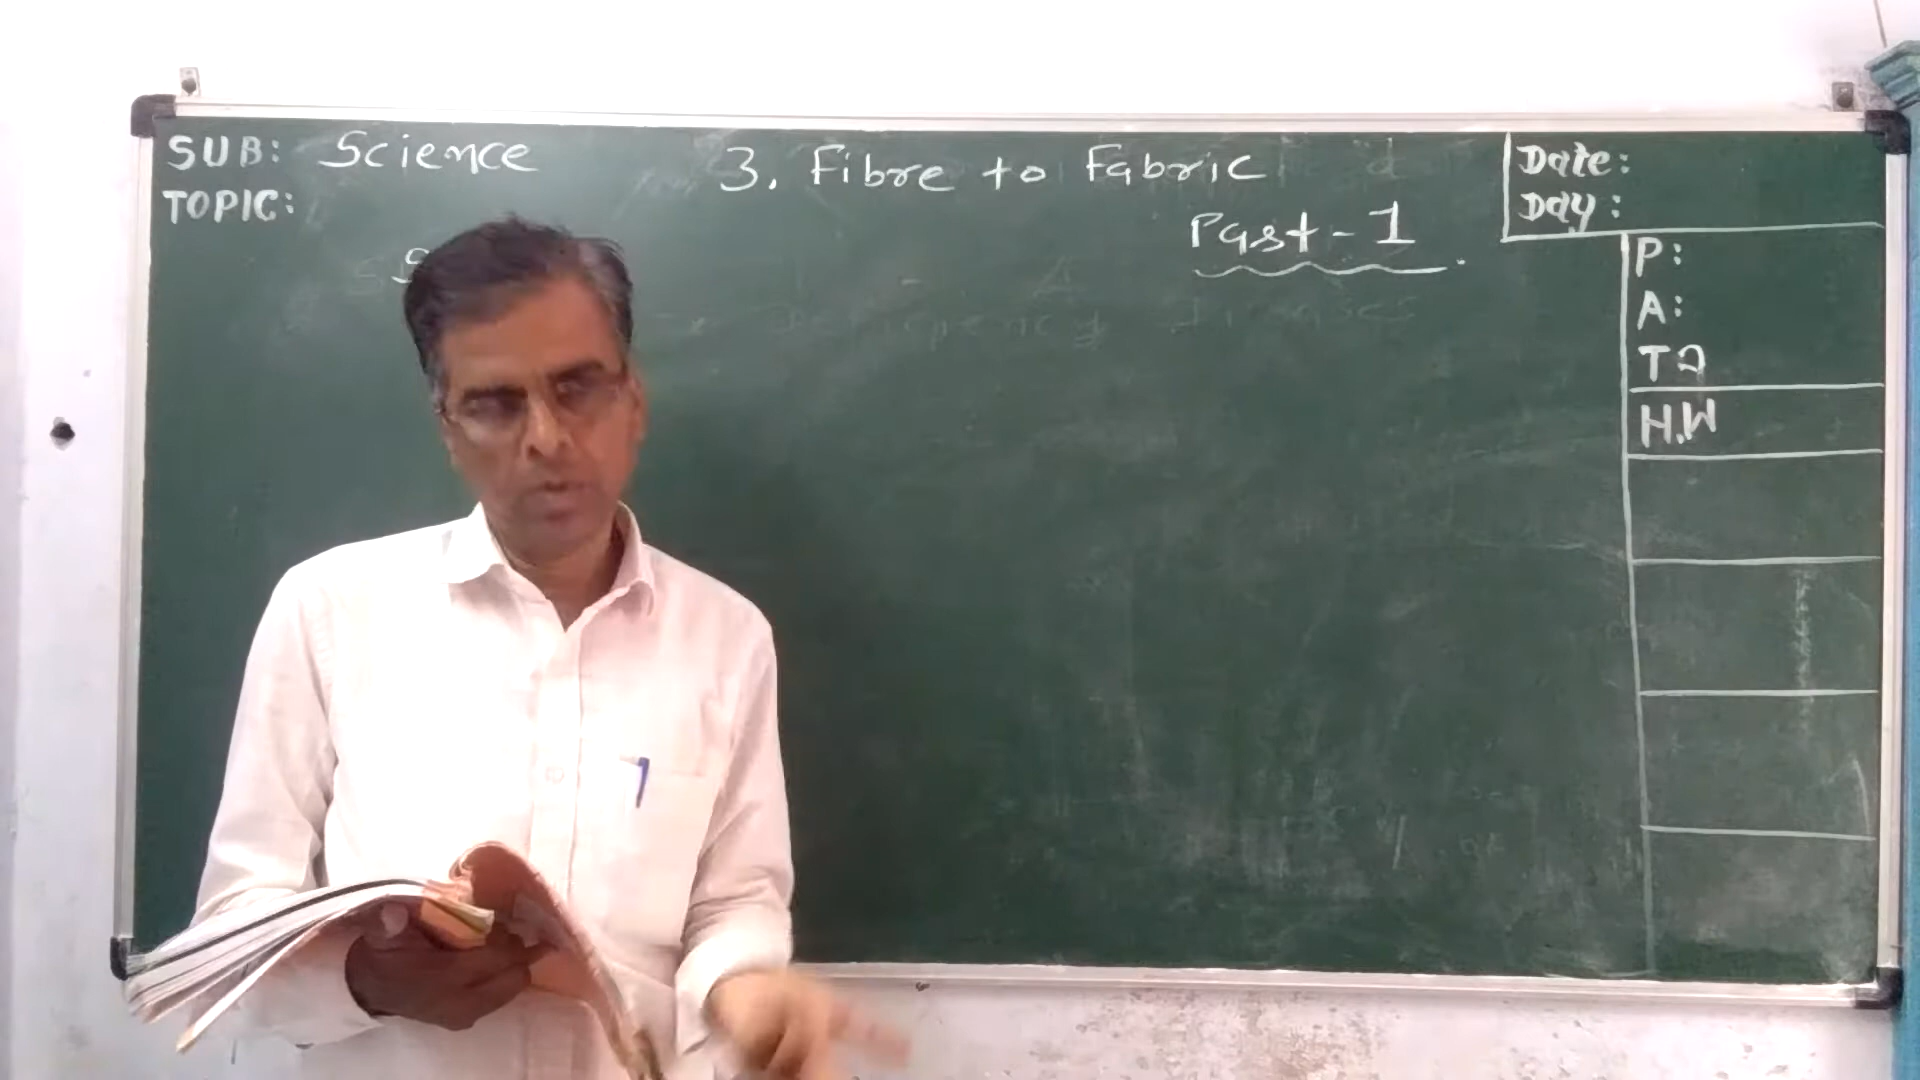 SUB: Science
3. Fibre to Fabric
TOPIC:
Part-1
Date:
Day:
P:
A:
T
H.W